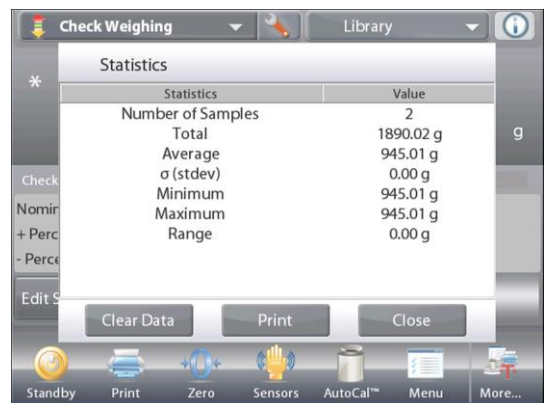 Check Weighing Library
Statistics
*
Statistics Value
Number of Samples 2
Total 1890.02 g
g
Average 945.01 g
σ (stdev) 0.00 g
Check
Minimum 945.01 g
Maximum 945.01 g
+ Perc
Range 0.00 g
- Perce
Edit S
Clear Data Print Close
Standby Print Zero Sensors AutoCal™ Menu More...